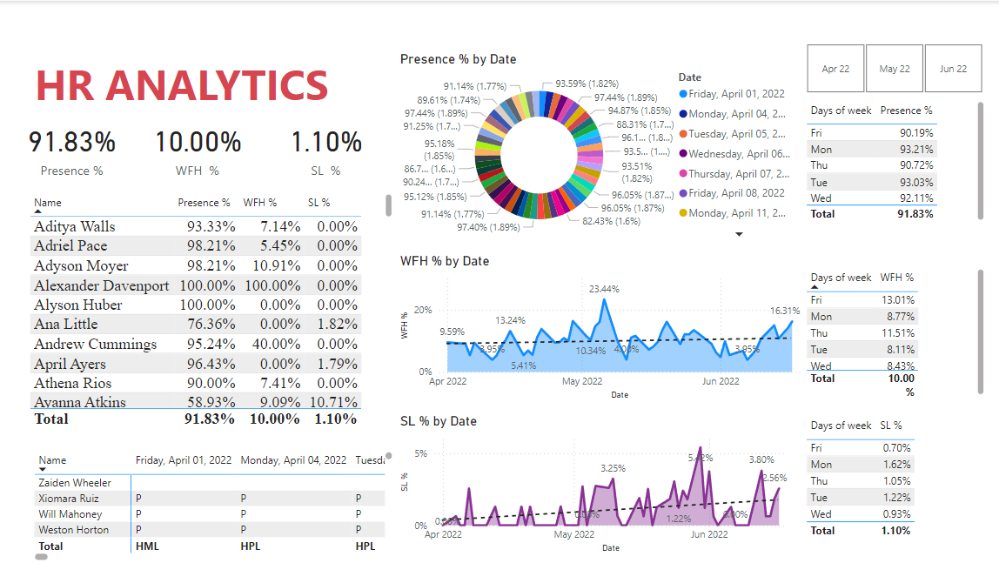 HR ANALYTICS
91.83% 10.00% 1.10%
Presence % WFH % SL %
Name Presence % WFH % SL %
Aditya Walls 93.33% 7.14% 0.00%
Adriel Pace 98.21% 5.45% 0.00%
Adyson Moyer 98.21% 10.91% 0.00%
Alexander Davenport 100.00% 100.00% 0.00%
Alyson Huber 100.00% 0.00% 0.00%
Ana Little 76.36% 0.00% 1.82%
Andrew Cummings 95.24% 40.00% 0.00%
April Ayers 96.43% 0.00% 1.79%
Athena Rios 90.00% 7.41% 0.00%
Avanna Atkins 58.93% 9.09% 10.71%
Total 91.83% 10.00% 1.10%
Name Friday, April 01, 2022 Monday, April 04, 2022 Tuesda
Zaiden Wheeler
Xiomara Ruiz P P P
Will Mahoney P P P
Weston Horton P P P
Total HML HPL HPL
Presence % by Date
91.14% (1.77%)
89.61% (1.74%)
97.44% (1.89%)
91.25% (1.7...)
95.18%
(1.85%)
86.7... (1.6...)
90.24... (1.7...)
95.12% (1.85%)
91.14% (1.77%)
97.40% (1.89%)
93.59% (1.82%)
97.44% (1.89%)
94.87% (1.85%)
88.31% (1.7...)
96.1... (1.8...)
93.5... (1....)
93.51%
(1.82%)
96.05% (1.87...)
96.05% (1.87%)
82.43% (1.6%)
Date
Friday, April 01, 2022
Monday, April 04, 2...
Tuesday, April 05, 2...
Wednesday, April 06...
Thursday, April 07, 2...
Friday, April 08, 2022
Monday, April 11, 2...
WFH % by Date
WFH %
20%
0%
9.59%
3.95%
13.24%
5.41%
10.34%
23.44%
4.00%
3.95%
16.31%
Apr 2022 May 2022 Jun 2022
Date
SL % by Date
SL %
5%
0%
0.00%
0.00%
3.25%
1.22%
5.42%
0.00%
3.80%
2.56%
Apr 2022 May 2022 Jun 2022
Date
Apr 22 May 22 Jun 22
Days of week Presence %
Fri 90.19%
Mon 93.21%
Thu 90.72%
Tue 93.03%
Wed 92.11%
Total 91.83%
Days of week WFH %
Fri 13.01%
Mon 8.77%
Thu 11.51%
Tue 8.11%
Wed 8.43%
Total 10.00
%
Days of week SL %
Fri 0.70%
Mon 1.62%
Thu 1.05%
Tue 1.22%
Wed 0.93%
Total 1.10%